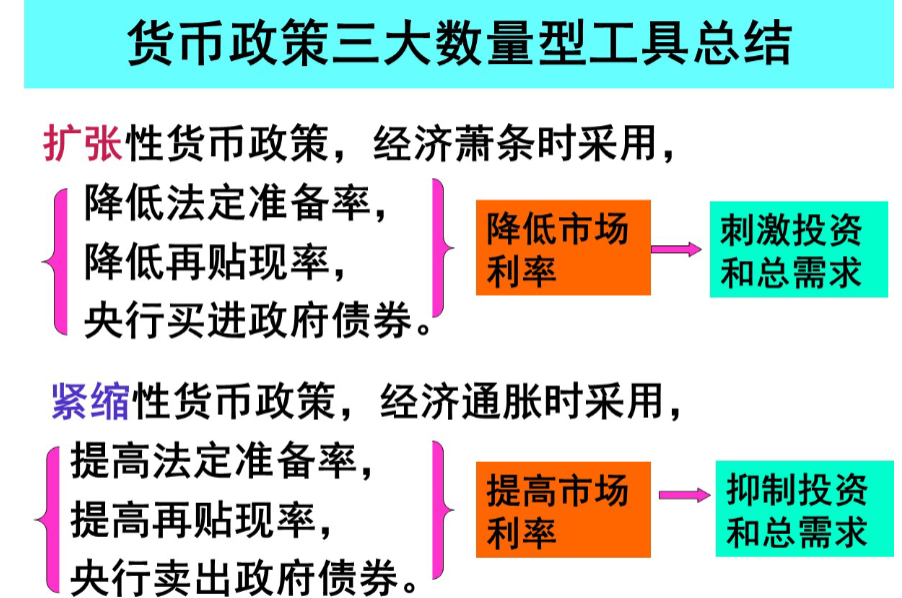 货币政策三大数量型工具总结
扩张性货币政策，经济萧条时采用，
降低法定准备率，
降低再贴现率，
央行买进政府债券。
降低市场
利率
刺激投资
和总需求
紧缩性货币政策，经济通胀时采用，
提高法定准备率，
提高再贴现率，
央行卖出政府债券。
提高市场
利率
抑制投资
和总需求